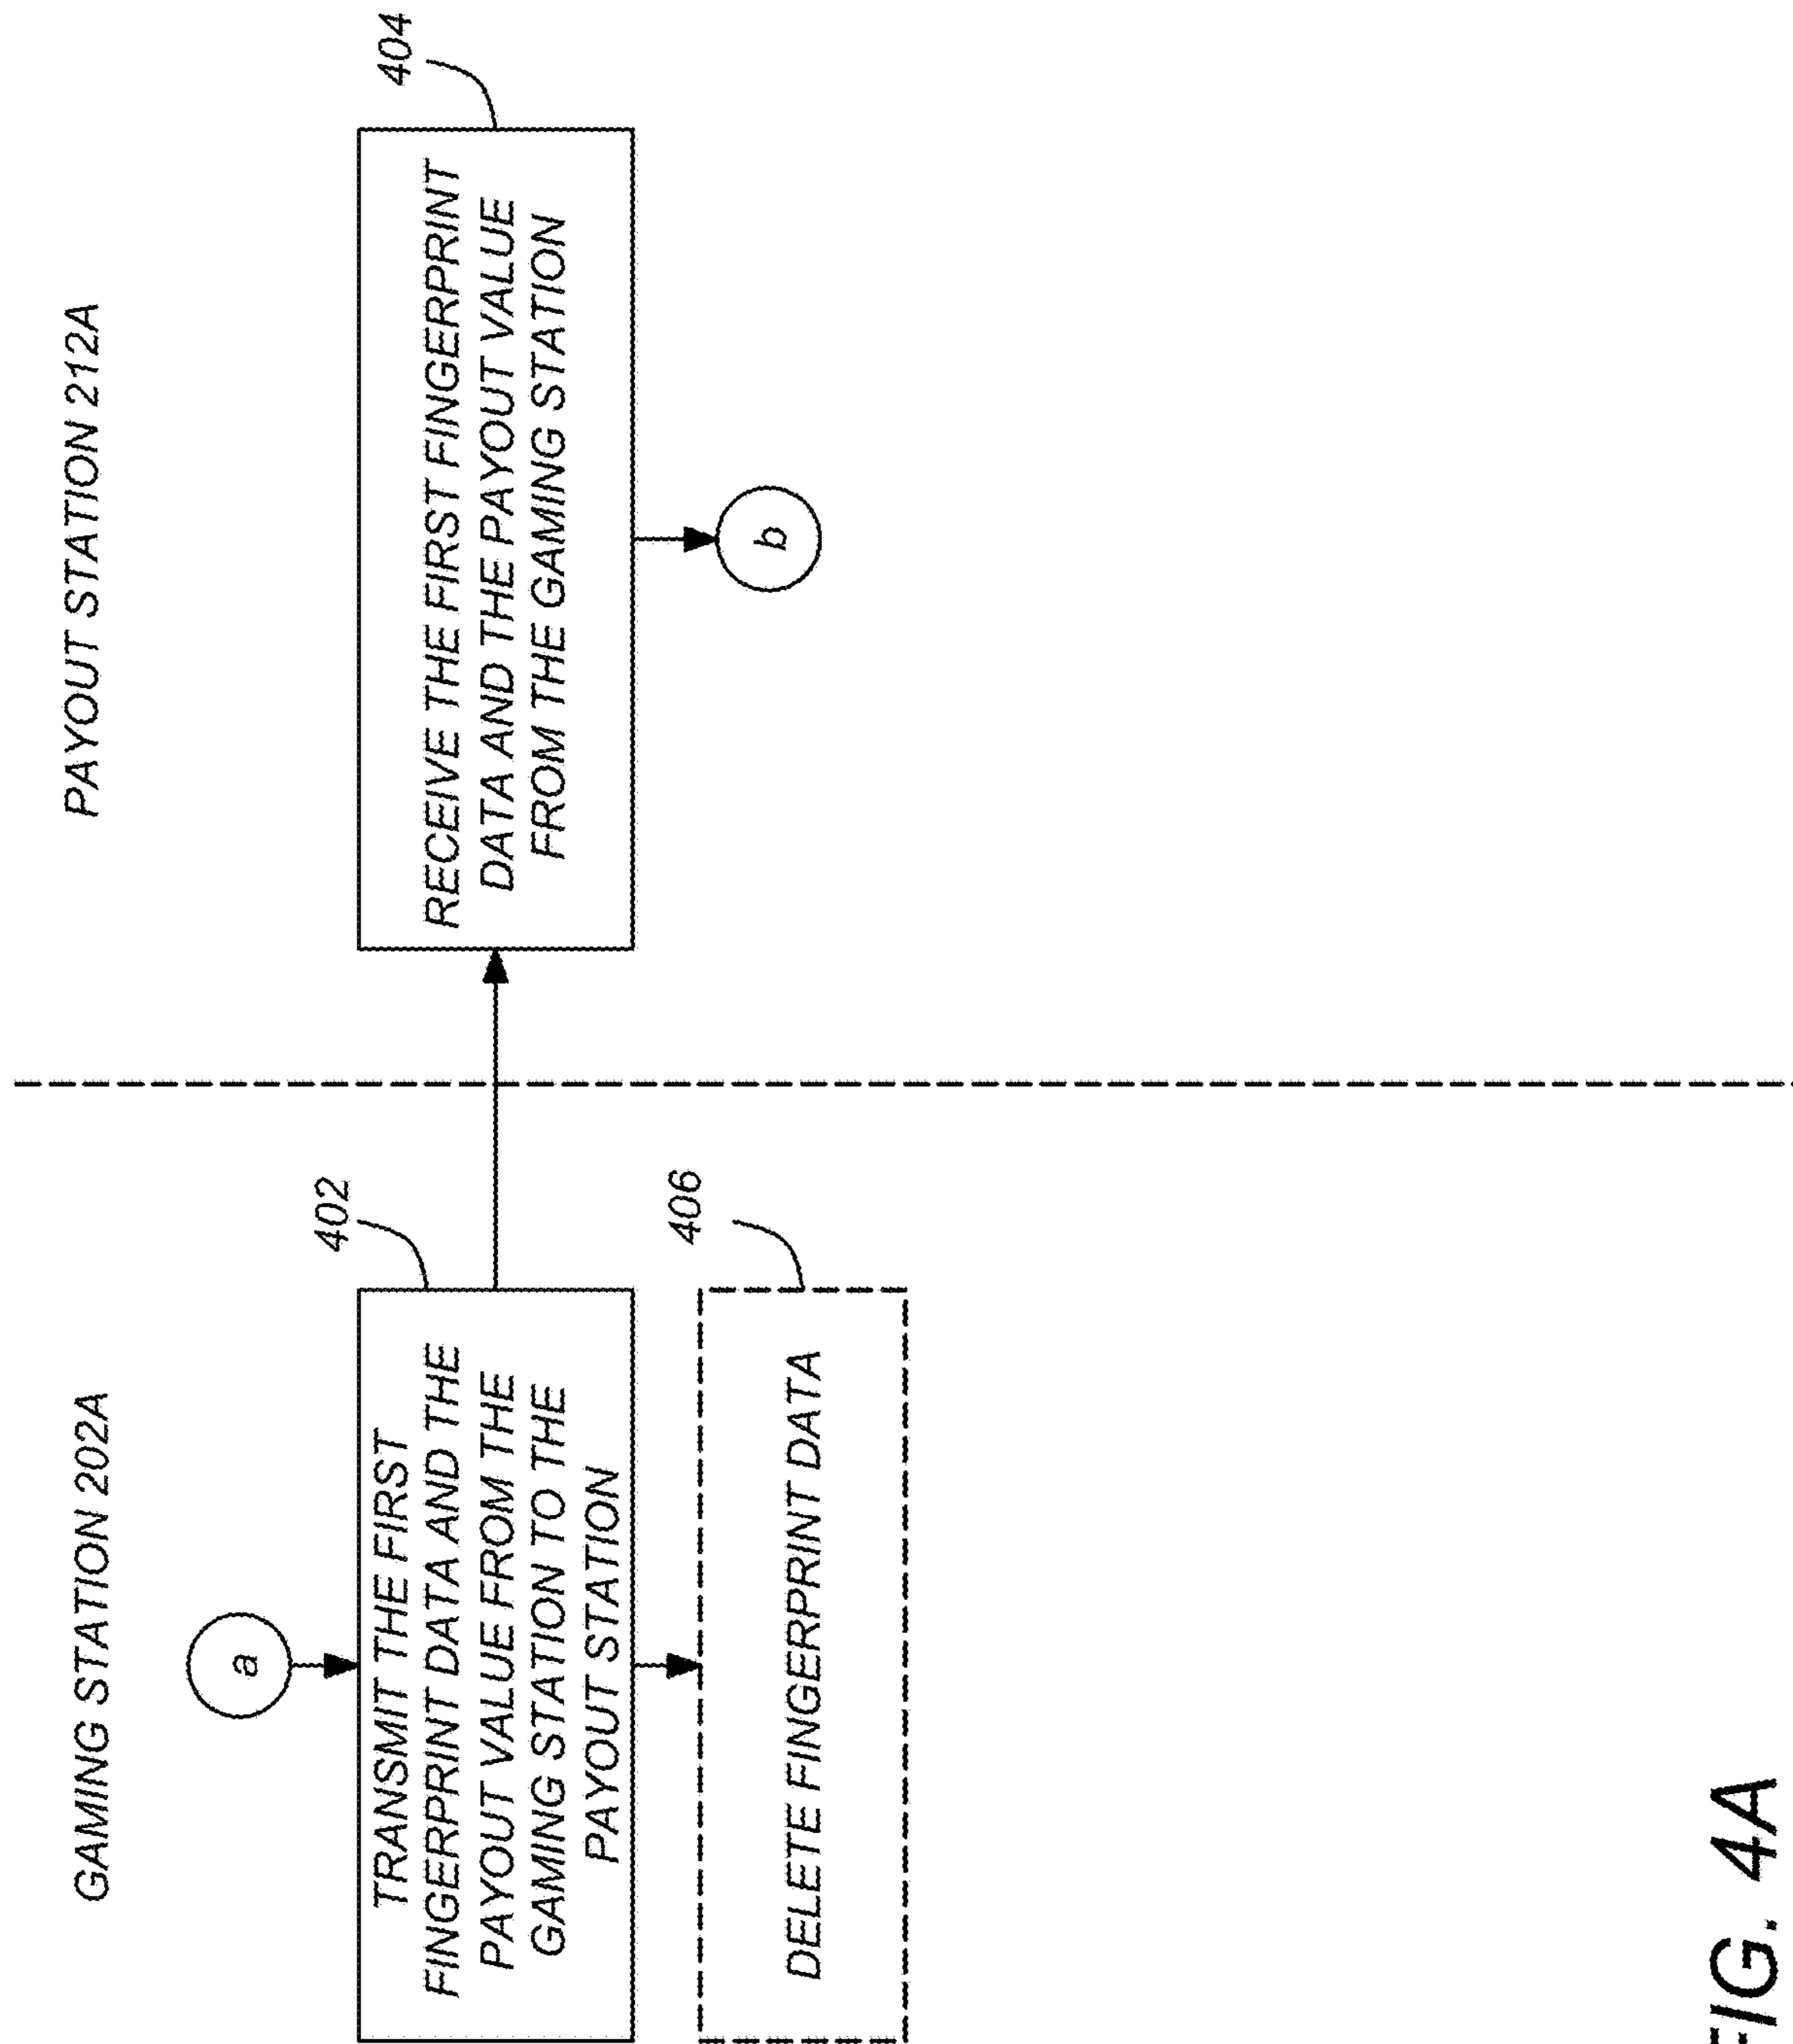 GAMING STATION 202A
PAYOUT STATION 212A
a
402
TRANSMIT THE FIRST
FINGERPRINT DATA AND THE
PAYOUT VALUE FROM THE
GAMING STATION TO THE
PAYOUT STATION
404
RECEIVE THE FIRST FINGERPRINT
DATA AND THE PAYOUT VALUE
FROM THE GAMING STATION
406
DELETE FINGERPRINT DATA
b
FIG. 4A